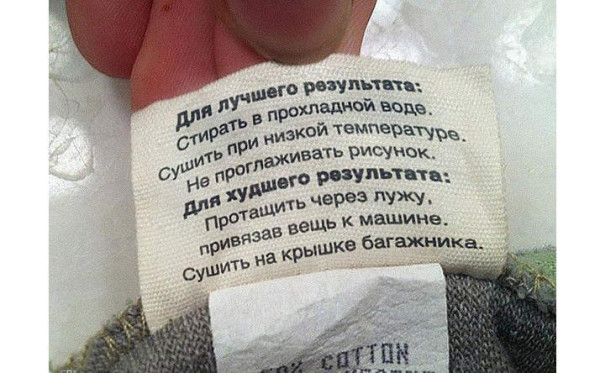 Для лучшего результата:
Стирать в прохладной воде.
Сушить при низкой температуре.
Не проглаживать рисунок.
Для худшего результата:
Протащить через лужу,
привязав вещь к машине.
Сушить на крышке багажника.
COTTON